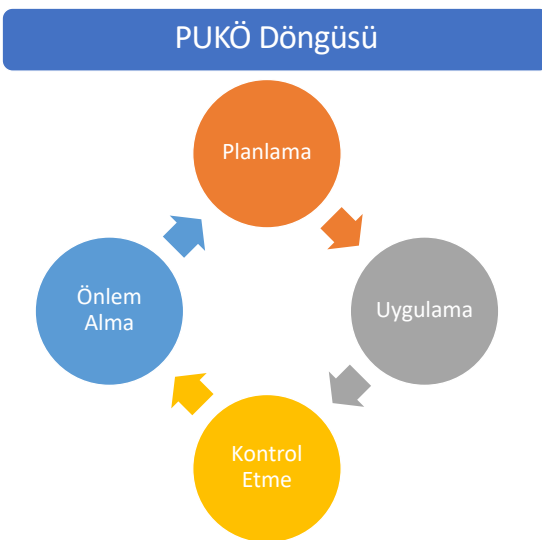 PUKÖ Döngüsü
Planlama
Uygulama
Kontrol
Etme
Önlem
Alma